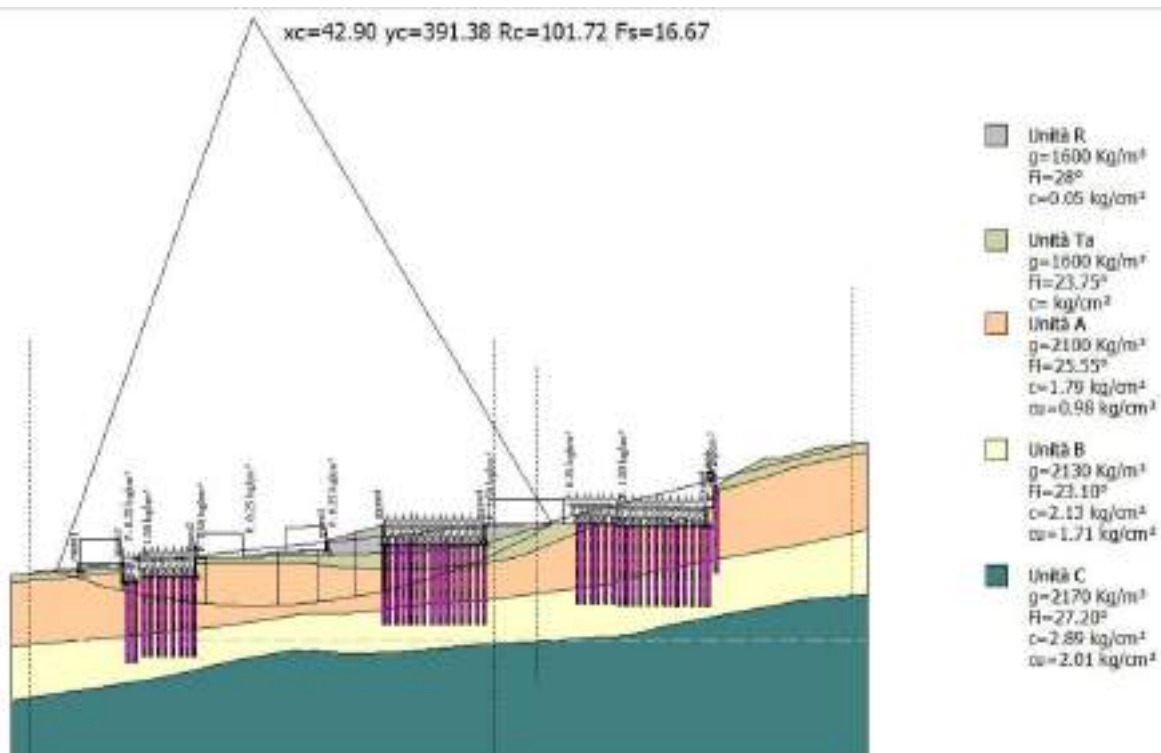 xc=42.90 yc=391.38 Rc=101.72 Fs=16.67
Unità R
g=1600 Kg/m³
Fi=28°
c=0.05 kg/cm²
Unità Ta
g=1600 Kg/m³
Fi=23.75°
c= kg/cm²
Unità A
g=2100 Kg/m³
Fi=25.55°
c=1.79 kg/cm²
cu=0.98 kg/cm²
Unità B
g=2130 Kg/m³
Fi=23.10°
c=2.13 kg/cm²
cu=1.71 kg/cm²
Unità C
g=2170 Kg/m³
Fi=27.20°
c=2.89 kg/cm²
cu=2.01 kg/cm²